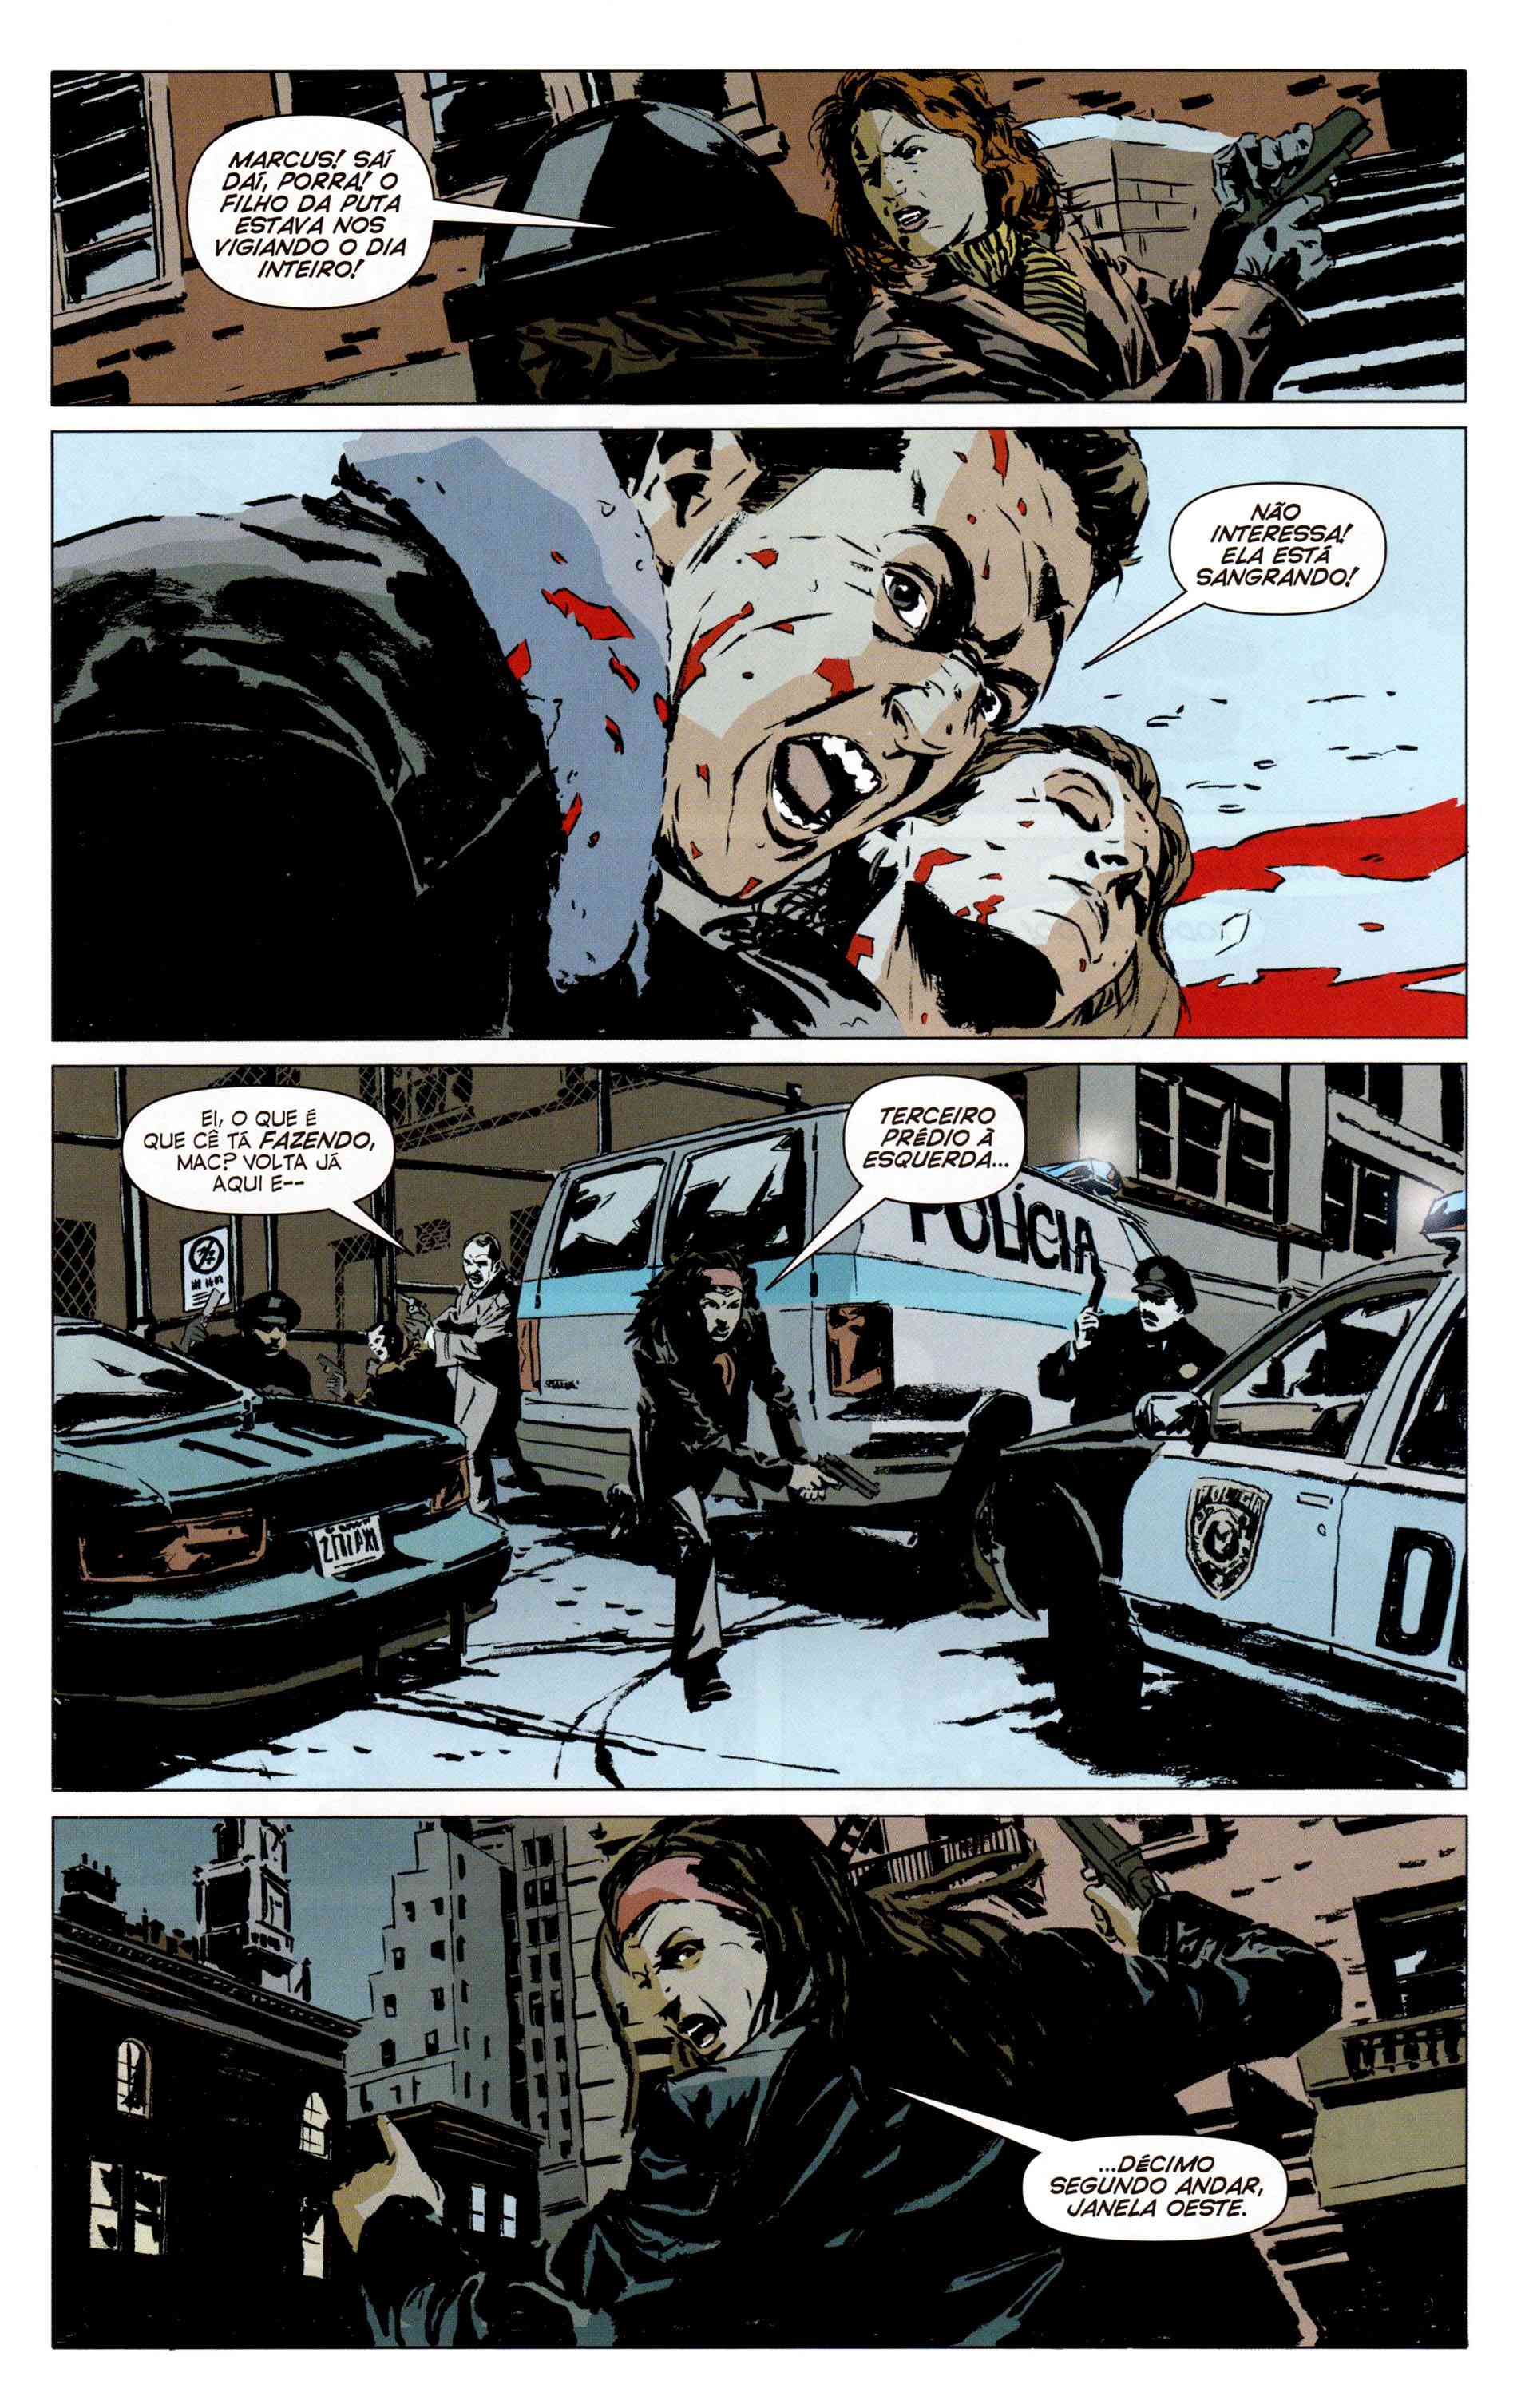 MARCUS! SAÍ
DAÍ, PORRA! O
FILHO DA PUTA
ESTAVA NOS
VIGIANDO O DIA
INTEIRO!
NÃO
INTERESSA!
ELA ESTÁ
SANGRANDO!
EI, O QUE É
QUE CÊ TÁ FAZENDO,
MAC? VOLTA JÁ
AQUI E--
TERCEIRO
PRÉDIO À
ESQUERDA...
POLÍCIA
POLICIA
D
...DÉCIMO
SEGUNDO ANDAR,
JANELA OESTE.